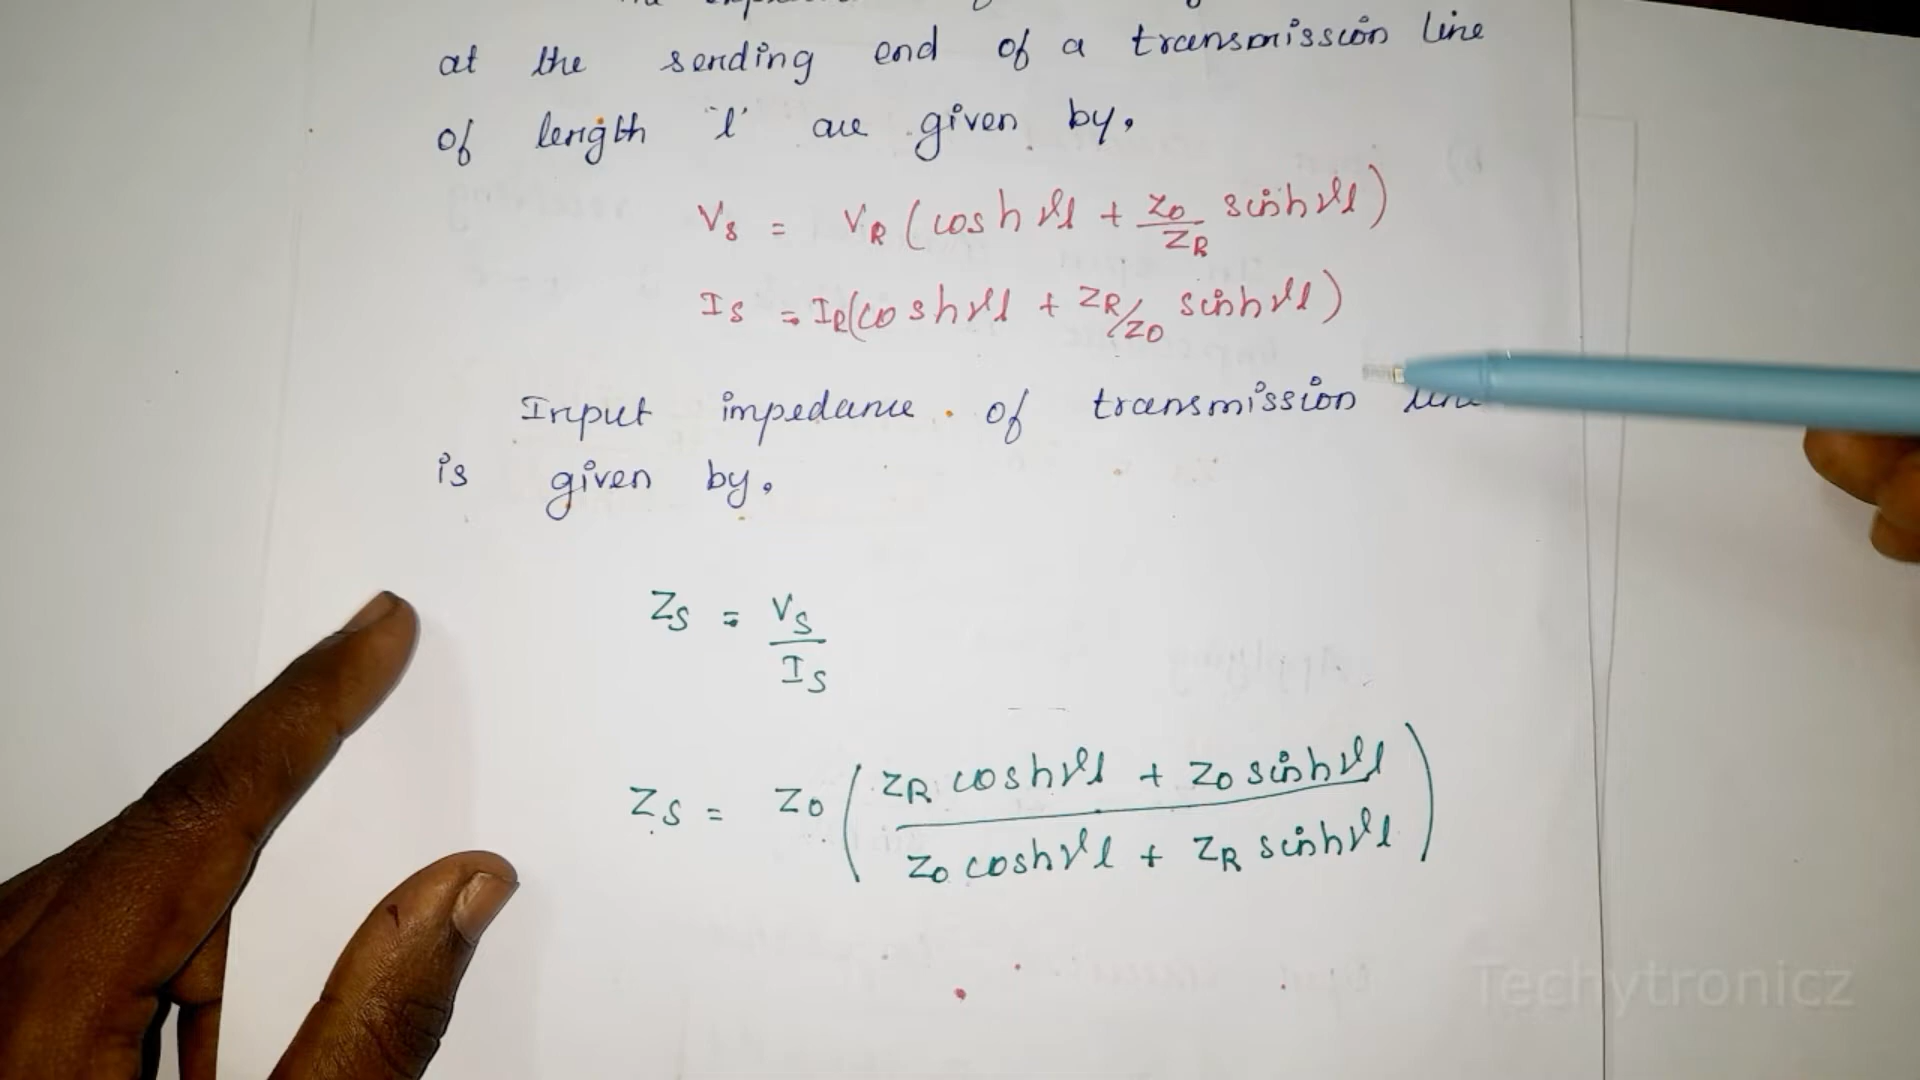 at the sending end of a transmission line
of length 'l' are given by,
VS = VR (cosh γl + Z0/ZR sinh γl)
IS = IR(cosh γl + ZR/Z0 sinh γl)
Input impedance of transmission line
is given by,
ZS = VS/IS
ZS = Z0 (ZR cosh γl + Z0 sinh γl / Z0 cosh γl + ZR sinh γl)
Techytronicz